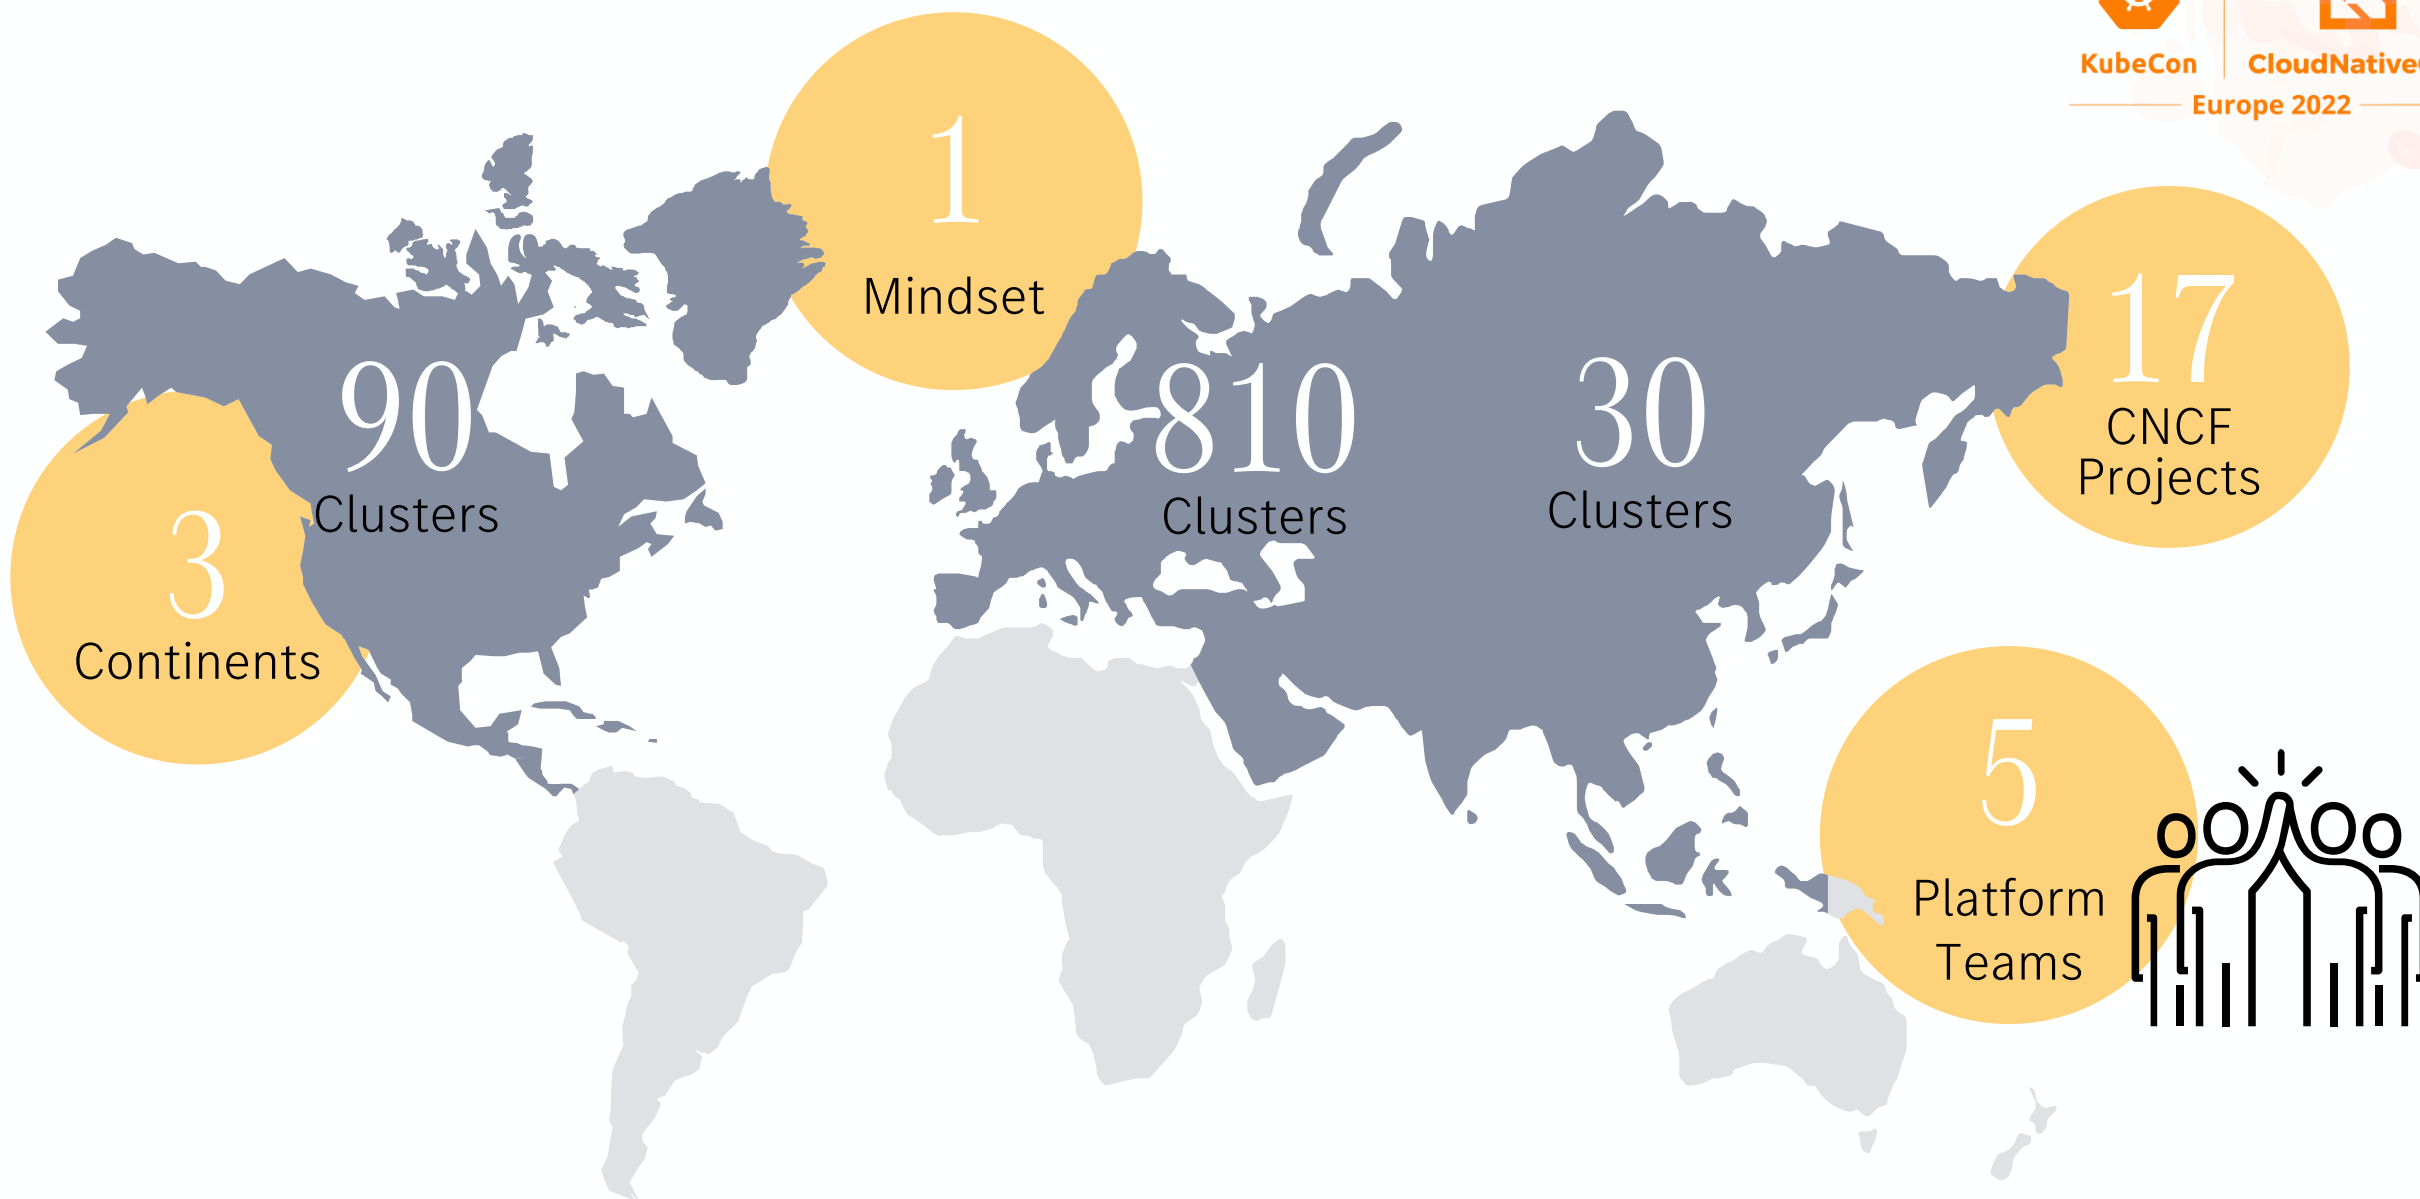 KubeCon
CloudNative
Europe 2022
1
Mindset
90
Clusters
810
Clusters
30
Clusters
17
CNCF
Projects
3
Continents
5
Platform
Teams